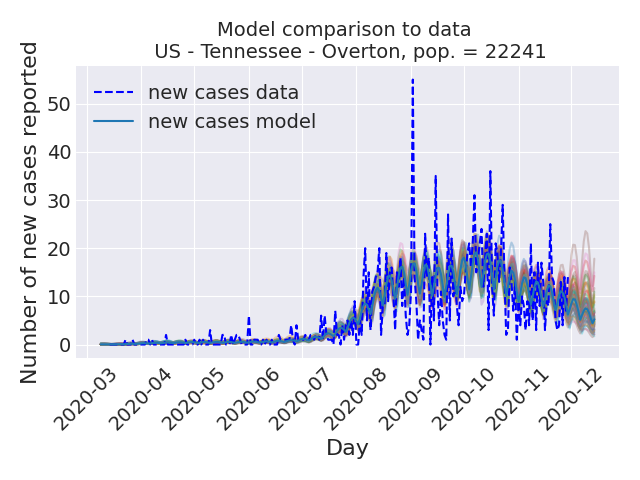 Model comparison to data
US - Tennessee - Overton, pop. = 22241
Number of new cases reported
new cases data
new cases model
50
40
30
20
10
0
2020-03
2020-04
2020-05
2020-06
2020-07
2020-08
2020-09
2020-10
2020-11
2020-12
Day